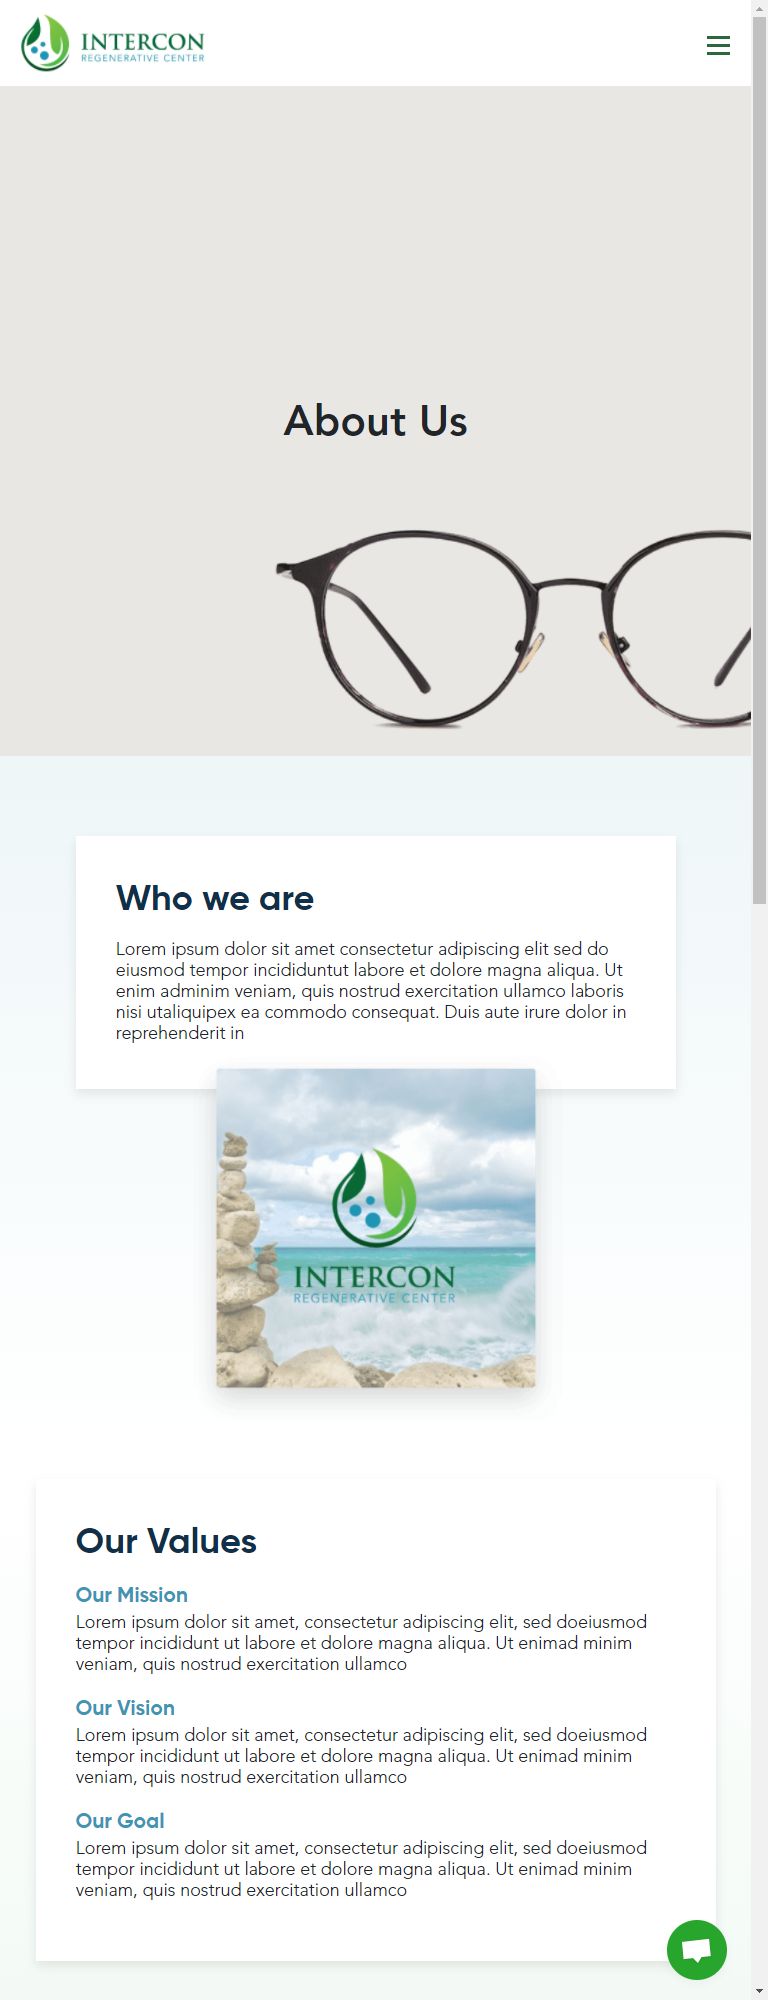 INTERCON
REGENERATIVE CENTER
About Us
Who we are
Lorem ipsum dolor sit amet consectetur adipiscing elit sed do
eiusmod tempor incididuntut labore et dolore magna aliqua. Ut
enim adminim veniam, quis nostrud exercitation ullamco laboris
nisi utaliquipex ea commodo consequat. Duis aute irure dolor in
reprehenderit in
INTERCON
REGENERATIVE CENTER
Our Values
Our Mission
Lorem ipsum dolor sit amet, consectetur adipiscing elit, sed doeiusmod
tempor incididunt ut labore et dolore magna aliqua. Ut enimad minim
veniam, quis nostrud exercitation ullamco
Our Vision
Lorem ipsum dolor sit amet, consectetur adipiscing elit, sed doeiusmod
tempor incididunt ut labore et dolore magna aliqua. Ut enimad minim
veniam, quis nostrud exercitation ullamco
Our Goal
Lorem ipsum dolor sit amet, consectetur adipiscing elit, sed doeiusmod
tempor incididunt ut labore et dolore magna aliqua. Ut enimad minim
veniam, quis nostrud exercitation ullamco